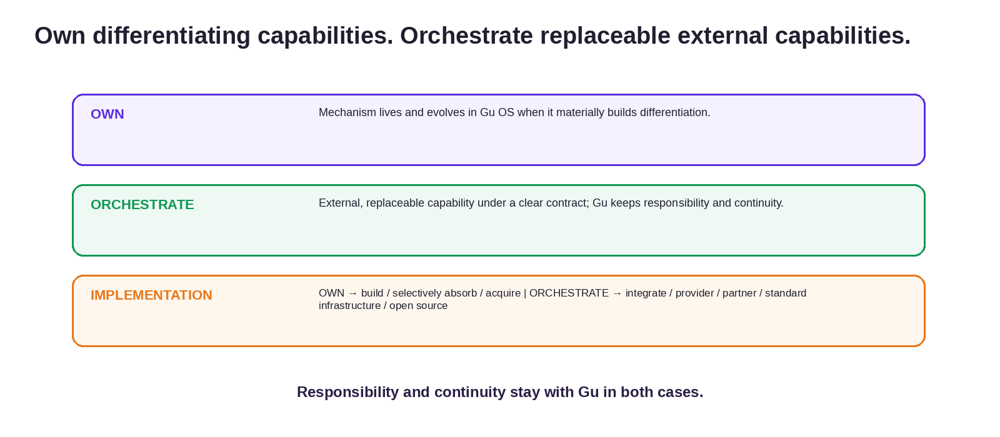 Own differentiating capabilities. Orchestrate replaceable external capabilities.
OWN
Mechanism lives and evolves in Gu OS when it materially builds differentiation.
ORCHESTRATE
External, replaceable capability under a clear contract; Gu keeps responsibility and continuity.
IMPLEMENTATION
OWN → build / selectively absorb / acquire | ORCHESTRATE → integrate / provider / partner / standard
infrastructure / open source
Responsibility and continuity stay with Gu in both cases.